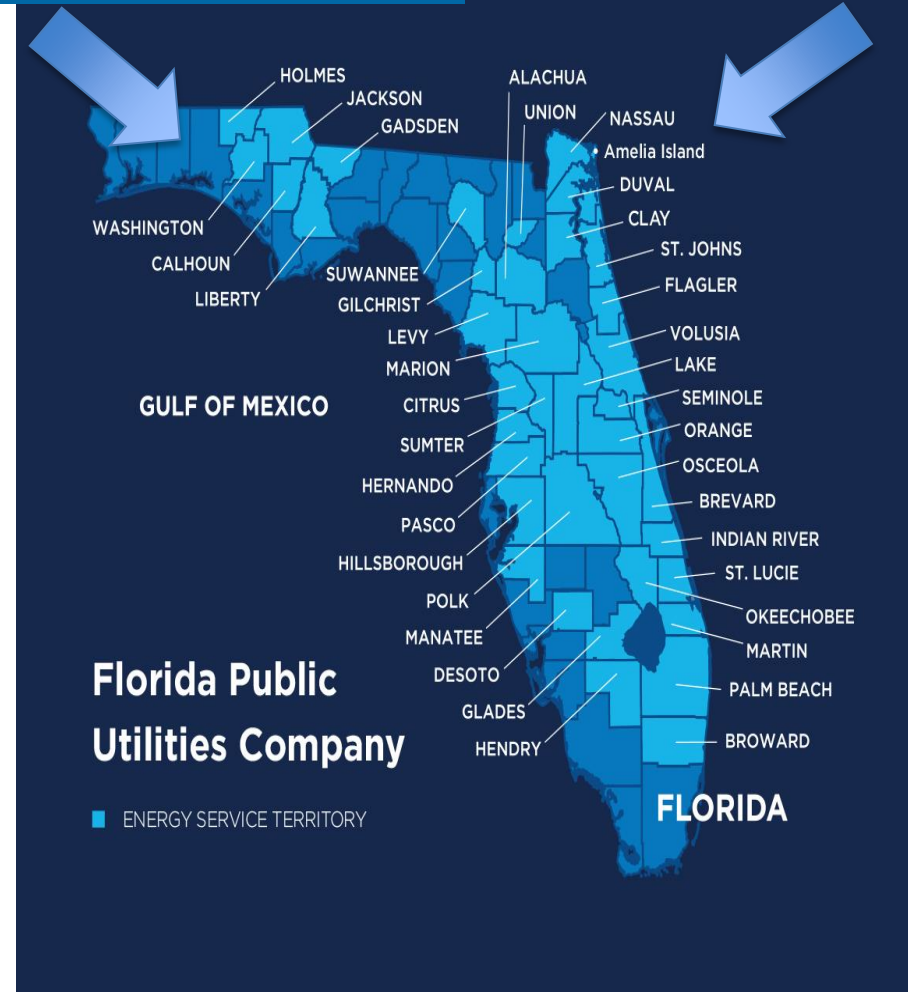 HOLMES
JACKSON
GADSDEN
ALACHUA
UNION
NASSAU
Amelia Island
DUVAL
CLAY
ST. JOHNS
FLAGLER
VOLUSIA
LAKE
SEMINOLE
ORANGE
OSCEOLA
BREVARD
INDIAN RIVER
ST. LUCIE
OKEECHOBEE
MARTIN
PALM BEACH
BROWARD
WASHINGTON
CALHOUN
LIBERTY
SUWANNEE
GILCHRIST
LEVY
MARION
CITRUS
SUMTER
HERNANDO
PASCO
HILLSBOROUGH
POLK
MANATEE
DESOTO
GLADES
HENDRY
GULF OF MEXICO
Florida Public
Utilities Company
ENERGY SERVICE TERRITORY
FLORIDA